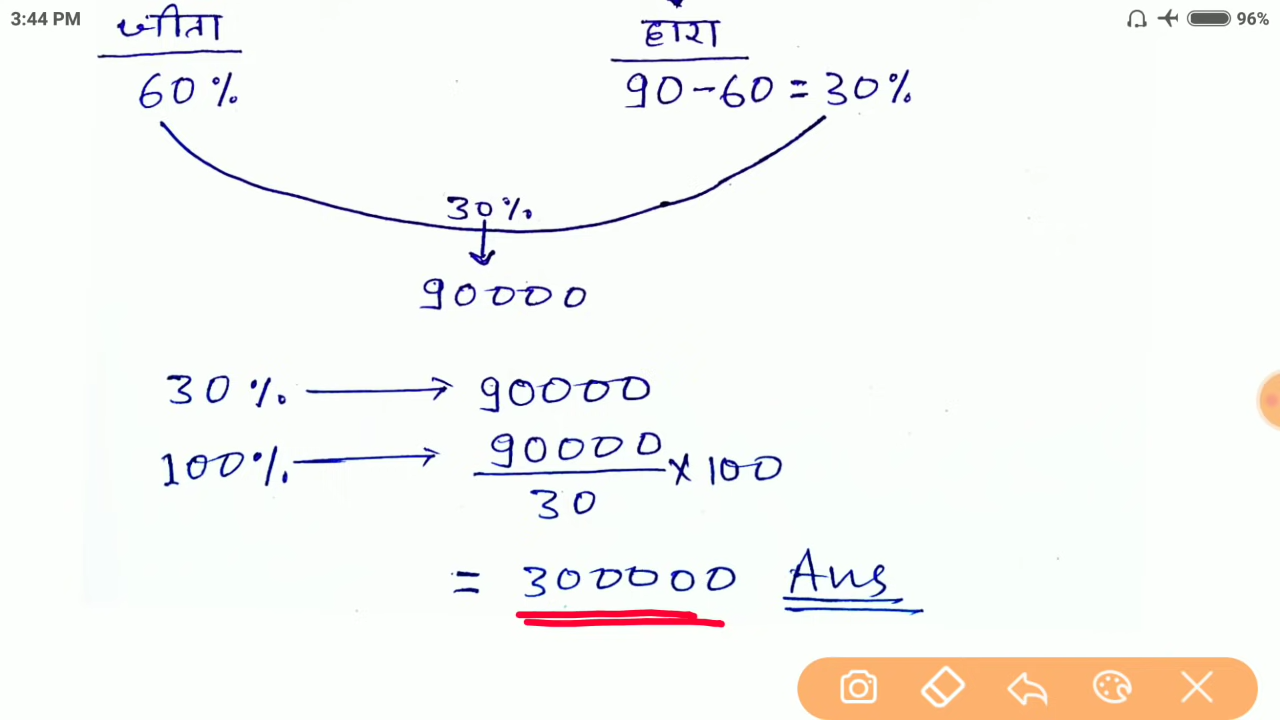 3:44 PM 96%
जीता हारा
60% 90-60=30%
30%
90000
30% → 90000
100% → 90000/30 × 100
= 300000 Ans